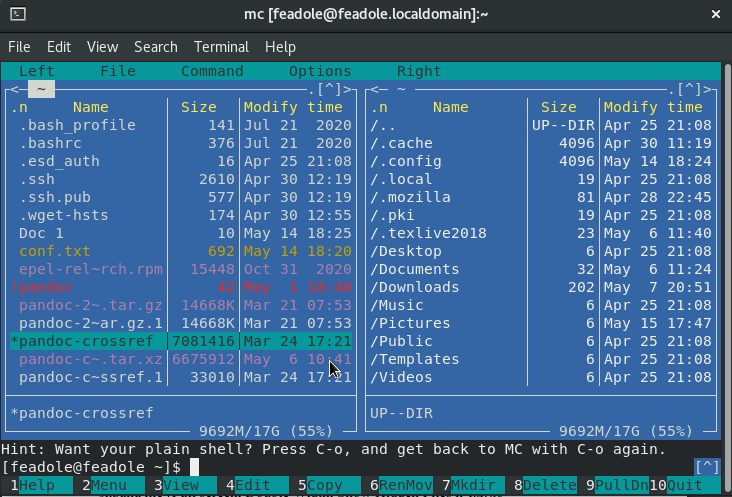 mc [feadole@feadole.localdomain]:~
File Edit View Search Terminal Help
Left File Command Options Right
<─ ~ ─.[^]>
<─ ~ ─.[^]>
.n Name Size Modify time
.n Name Size Modify time
.bash_profile 141 Jul 21 2020
/.. UP--DIR Apr 25 21:08
.bashrc 376 Jul 21 2020
/.cache 4096 Apr 30 11:19
.esd_auth 16 Apr 25 21:08
/.config 4096 May 14 18:24
.ssh 2610 Apr 30 12:19
/.local 19 Apr 25 21:08
.ssh.pub 577 Apr 30 12:19
/.mozilla 81 Apr 28 22:45
.wget-hsts 174 Apr 30 12:55
/.pki 19 Apr 25 21:08
Doc 1 10 May 14 18:25
/.texlive2018 23 May 6 11:40
conf.txt 692 May 14 18:20
/Desktop 6 Apr 25 21:08
epel-rel~rch.rpm 15448 Oct 31 2020
/Documents 32 May 6 11:24
!pandoc 42 May 1 10:40
/Downloads 202 May 7 20:51
pandoc-2~.tar.gz 14668K Mar 21 07:53
/Music 6 Apr 25 21:08
pandoc-2~ar.gz.1 14668K Mar 21 07:53
/Pictures 6 May 15 17:47
*pandoc-crossref 7081416 Mar 24 17:21
/Public 6 Apr 25 21:08
pandoc-c~.tar.xz 6675912 May 6 10:41
/Templates 6 Apr 25 21:08
pandoc-c~ssref.1 33010 Mar 24 17:21
/Videos 6 Apr 25 21:08
*pandoc-crossref
UP--DIR
9692M/17G (55%)
9692M/17G (55%)
Hint: Want your plain shell? Press C-o, and get back to MC with C-o again.
[feadole@feadole ~]$ [^]
1Help 2Menu 3View 4Edit 5Copy 6RenMov 7Mkdir 8Delete 9PullDn 10Quit